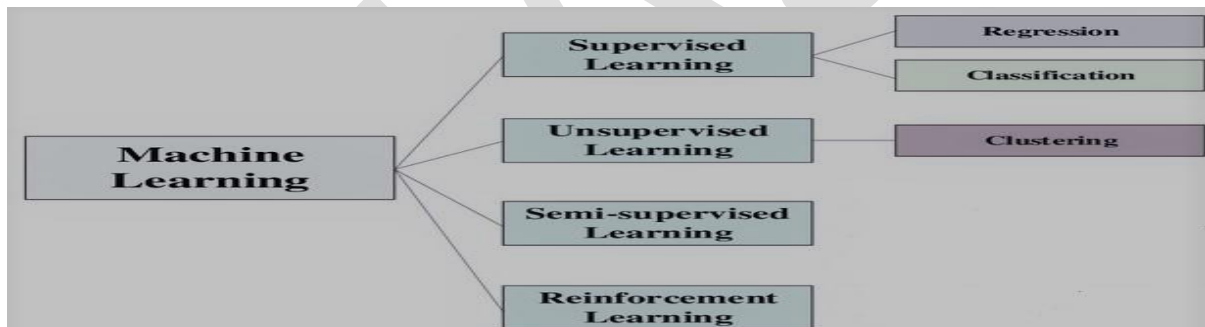 Machine
Learning
Supervised
Learning
Regression
Classification
Unsupervised
Learning
Clustering
Semi-supervised
Learning
Reinforcement
Learning